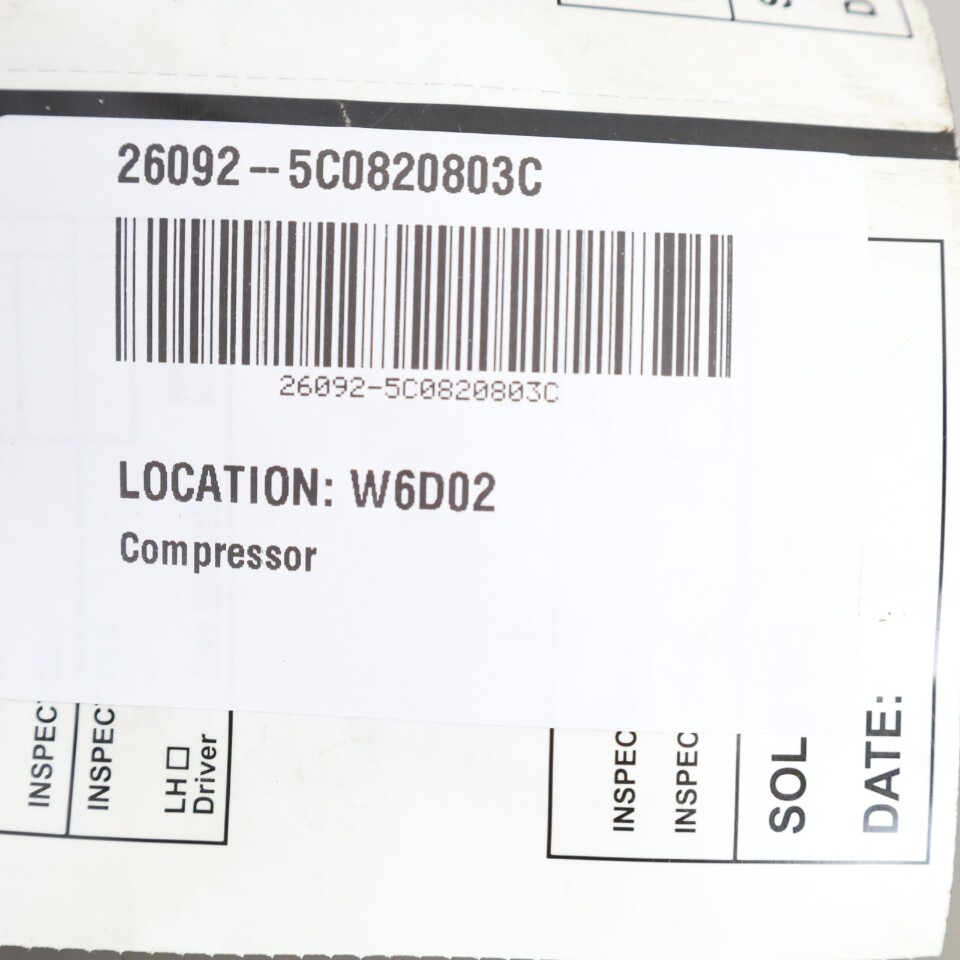 26092--5C0820803C
26092-5C0820803C
LOCATION: W6D02
Compressor
INSPEC
INSPEC
LH
Driver
INSPEC
INSPEC
SOL
DATE: